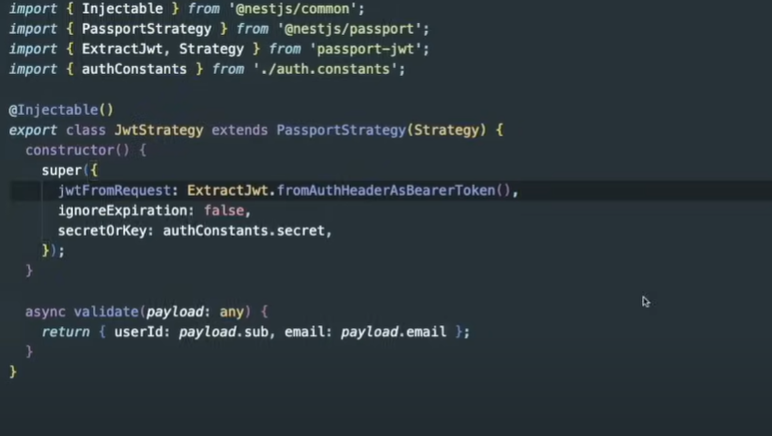 import { Injectable } from '@nestjs/common';
import { PassportStrategy } from '@nestjs/passport';
import { ExtractJwt, Strategy } from 'passport-jwt';
import { authConstants } from './auth.constants';
@Injectable()
export class JwtStrategy extends PassportStrategy(Strategy) {
constructor() {
super({
jwtFromRequest: ExtractJwt.fromAuthHeaderAsBearerToken(),
ignoreExpiration: false,
secretOrKey: authConstants.secret,
});
}
async validate(payload: any) {
return { userId: payload.sub, email: payload.email };
}
}